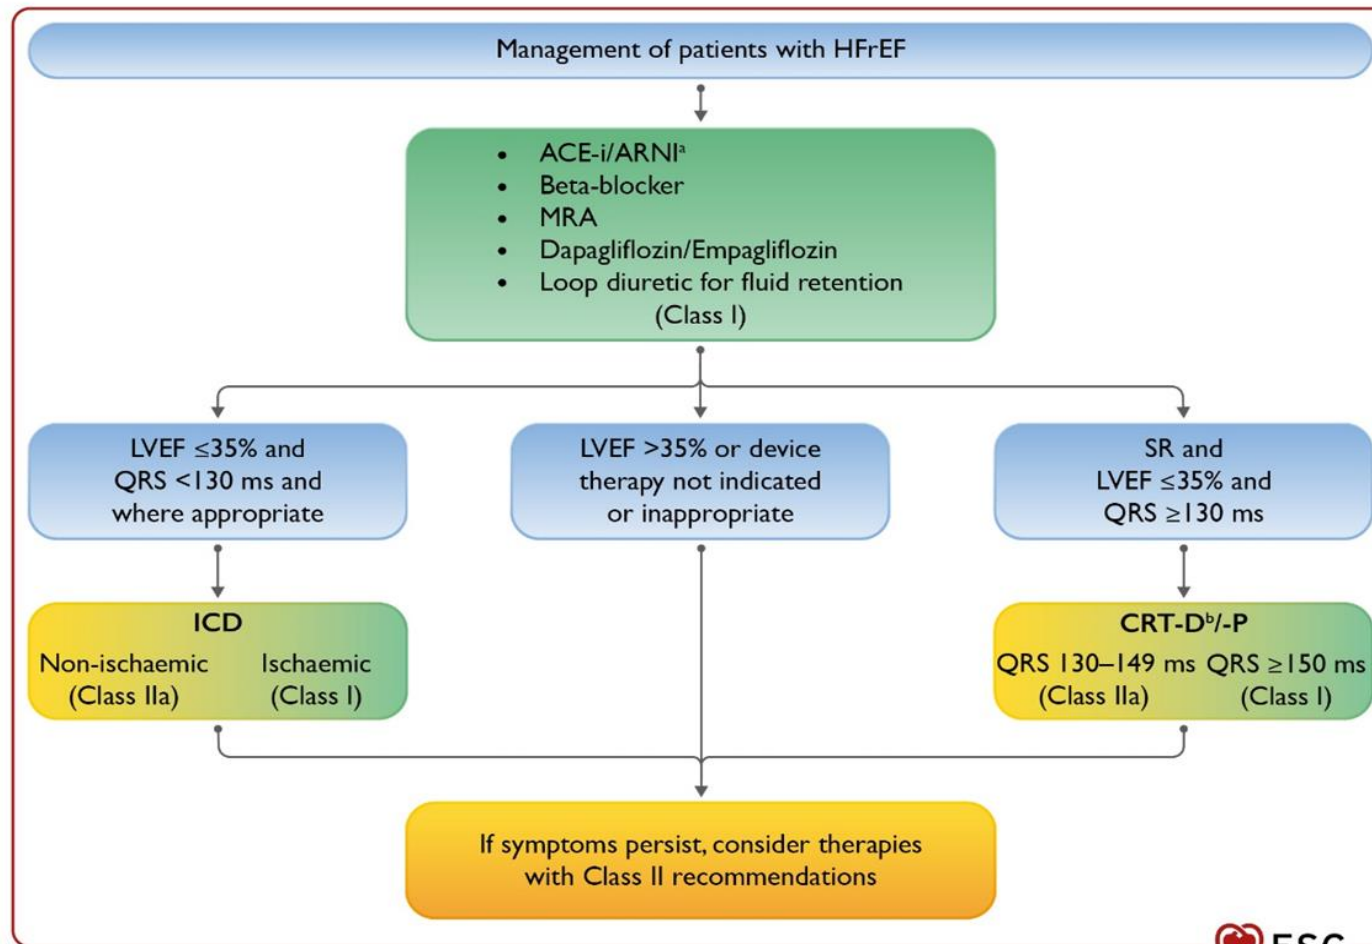 Management of patients with HFrEF
• ACE-i/ARNIᵃ
• Beta-blocker
• MRA
• Dapagliflozin/Empagliflozin
• Loop diuretic for fluid retention
(Class I)
LVEF ≤35% and
QRS <130 ms and
where appropriate
LVEF >35% or device
therapy not indicated
or inappropriate
SR and
LVEF ≤35% and
QRS ≥130 ms
ICD
Non-ischaemic
(Class IIa)
Ischaemic
(Class I)
CRT-Dᵇ/-P
QRS 130–149 ms
(Class IIa)
QRS ≥150 ms
(Class I)
If symptoms persist, consider therapies
with Class II recommendations
ESC